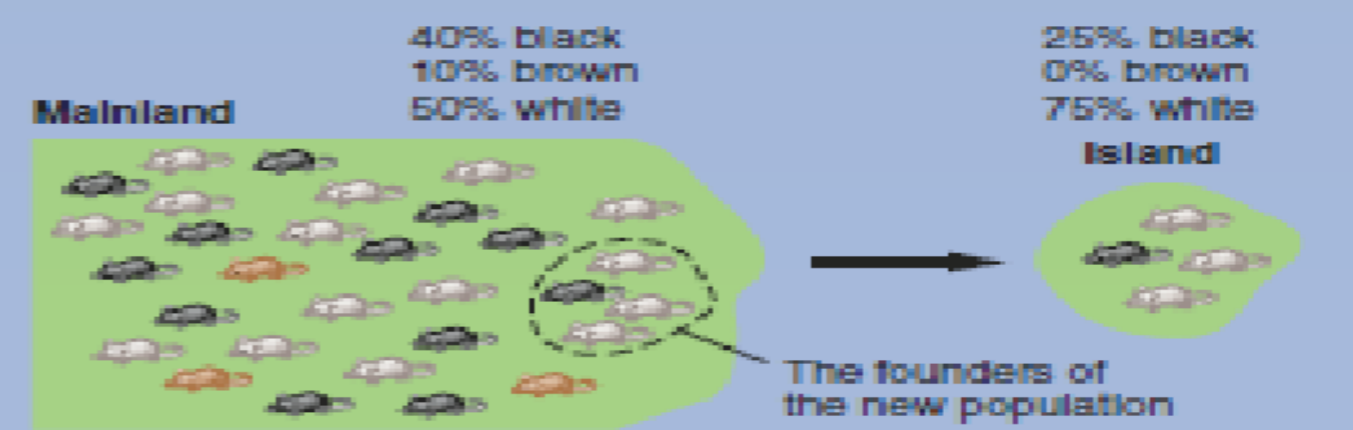 40% black
10% brown
50% white
Mainland
25% black
0% brown
75% white
Island
The founders of
the new population